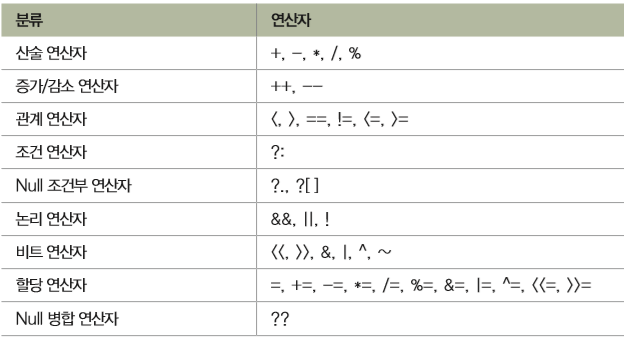 분류 연산자
산술 연산자 +, -, *, /, %
증가/감소 연산자 ++, --
관계 연산자 〈, 〉, ==, !=, 〈=, 〉=
조건 연산자 ?:
Null 조건부 연산자 ?., ?[ ]
논리 연산자 &&, ||, !
비트 연산자 〈〈, 〉〉, &, |, ^, ~
할당 연산자 =, +=, -=, *=, /=, %=, &=, |=, ^=, 〈〈=, 〉〉=
Null 병합 연산자 ??